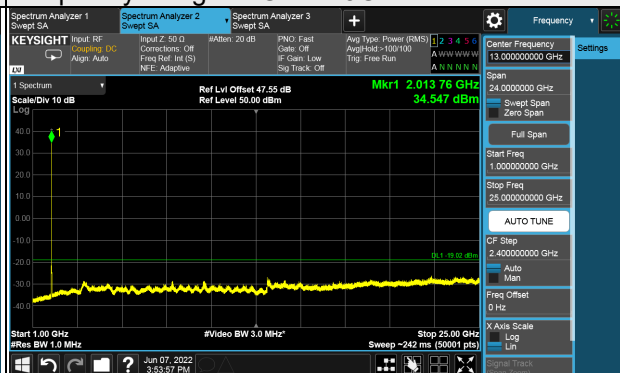 Spectrum Analyzer 1
Swept SA
Spectrum Analyzer 2
Swept SA
Spectrum Analyzer 3
Swept SA
+
Frequency
KEYSIGHT
Input: RF
Coupling: DC
Align: Auto
Input Z: 50 Ω
Corrections: Off
Freq Ref: Int (S)
NFE: Adaptive
#Atten: 20 dB
PNO: Fast
Gate: Off
IF Gain: Low
Sig Track: Off
Avg Type: Power (RMS)
Avg|Hold:>100/100
Trig: Free Run
1 2 3 4 5 6
A W W W W W
A N N N N N
LXI
1 Spectrum
Scale/Div 10 dB
Log
Ref Lvl Offset 47.55 dB
Ref Level 50.00 dBm
Mkr1 2.013 76 GHz
34.547 dBm
1
40.0
30.0
20.0
10.0
0.00
-10.0
-20.0
-30.0
-40.0
DL1 -19.02 dBm
Start 1.00 GHz
#Res BW 1.0 MHz
#Video BW 3.0 MHz*
Stop 25.00 GHz
Sweep ~242 ms (50001 pts)
Jun 07, 2022
3:53:57 PM
Center Frequency
13.000000000 GHz
Settings
Span
24.0000000 GHz
Swept Span
Zero Span
Full Span
Start Freq
1.000000000 GHz
Stop Freq
25.000000000 GHz
AUTO TUNE
CF Step
2.400000000 GHz
Auto
Man
Freq Offset
0 Hz
X Axis Scale
Log
Lin
Signal Track